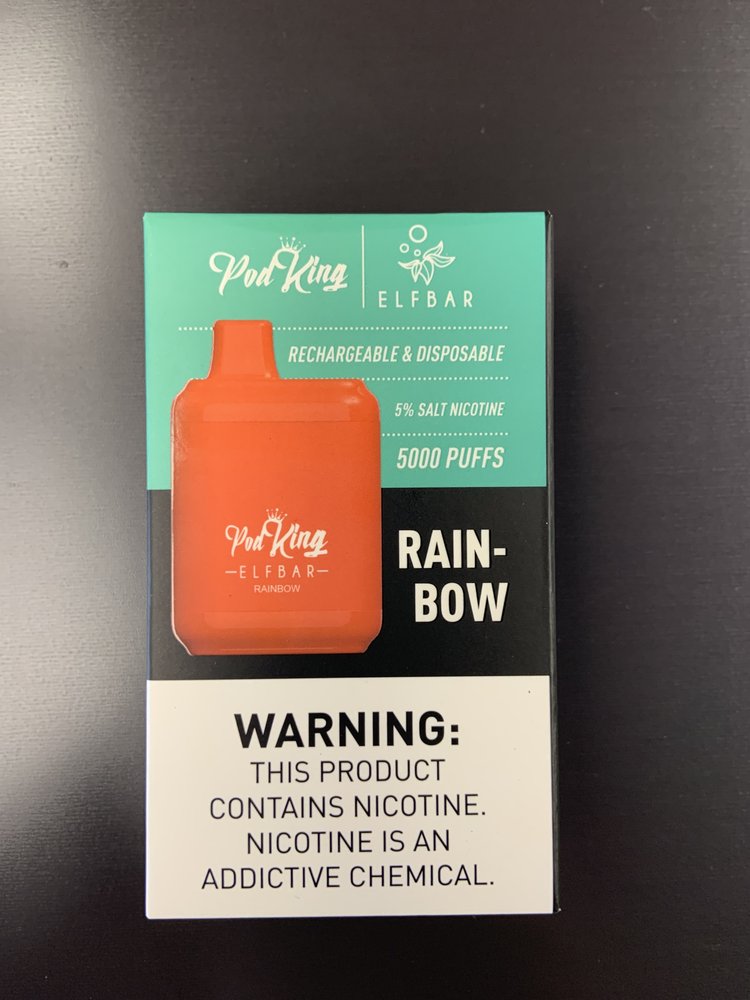 Pod King
ELFBAR
RECHARGEABLE & DISPOSABLE
5% SALT NICOTINE
5000 PUFFS
Pod King
ELFBAR
RAINBOW
RAIN-
BOW
WARNING:
THIS PRODUCT
CONTAINS NICOTINE.
NICOTINE IS AN
ADDICTIVE CHEMICAL.